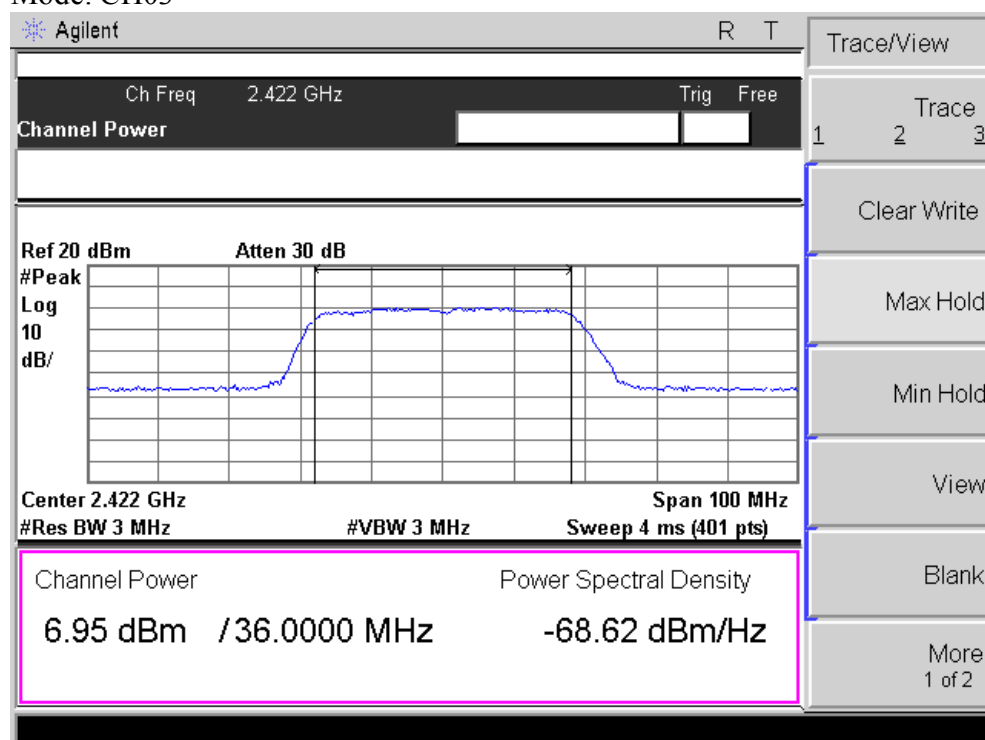 Mode: CH03
Agilent R T
Ch Freq 2.422 GHz Trig Free
Channel Power
Ref 20 dBm Atten 30 dB
#Peak
Log
10
dB/
Center 2.422 GHz Span 100 MHz
#Res BW 3 MHz #VBW 3 MHz Sweep 4 ms (401 pts)
Channel Power Power Spectral Density
6.95 dBm /36.0000 MHz -68.62 dBm/Hz
Trace/View
Trace
1 2 3
Clear Write
Max Hold
Min Hold
View
Blank
More
1 of 2